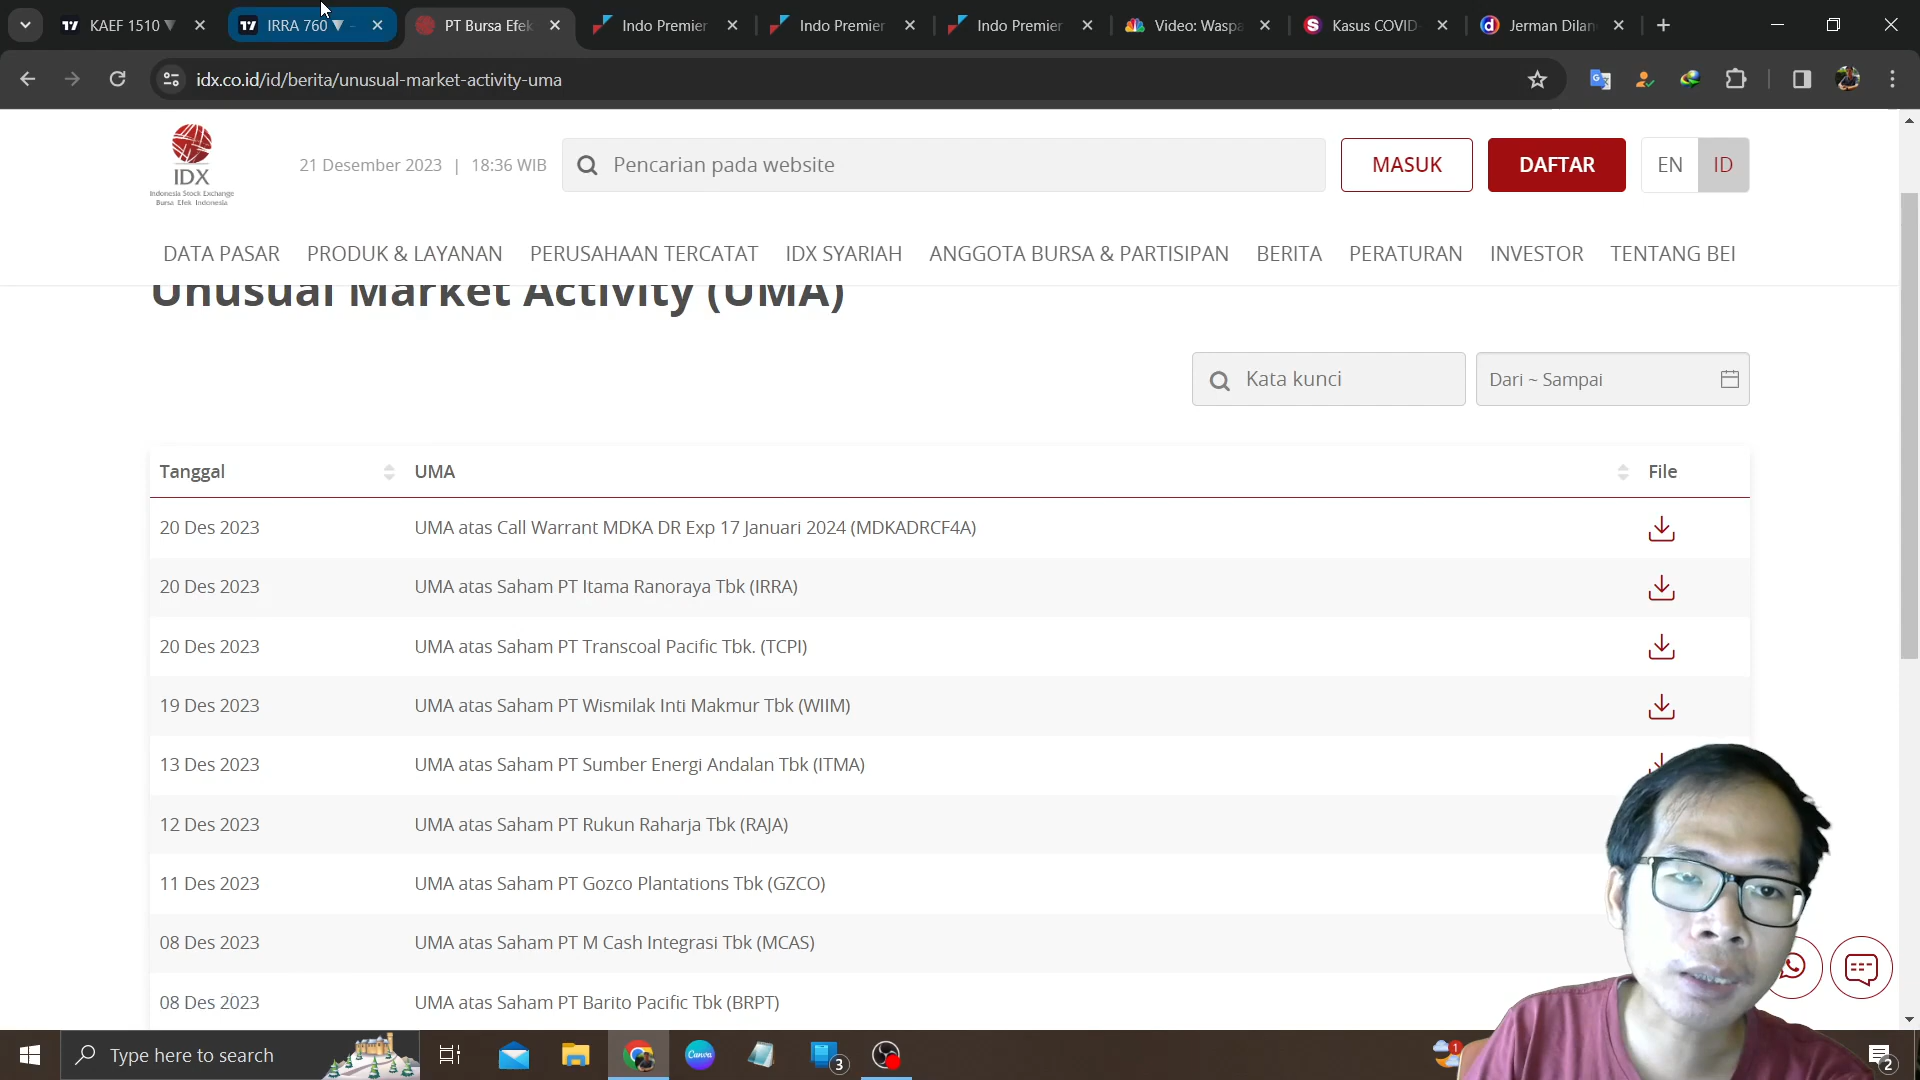 KAEF 1510 ▼
IRRA 760 ▼ -
PT Bursa Efek
Indo Premier
Indo Premier
Indo Premier
Video: Waspa
Kasus COVID-
Jerman Dilan
idx.co.id/id/berita/unusual-market-activity-uma
IDX
Indonesia Stock Exchange
Bursa Efek Indonesia
21 Desember 2023 | 18:36 WIB
Pencarian pada website
MASUK
DAFTAR
EN
ID
DATA PASAR
PRODUK & LAYANAN
PERUSAHAAN TERCATAT
IDX SYARIAH
ANGGOTA BURSA & PARTISIPAN
BERITA
PERATURAN
INVESTOR
TENTANG BEI
Unusual Market Activity (UMA)
Kata kunci
Dari ~ Sampai
Tanggal
UMA
File
20 Des 2023
UMA atas Call Warrant MDKA DR Exp 17 Januari 2024 (MDKADRCF4A)
20 Des 2023
UMA atas Saham PT Itama Ranoraya Tbk (IRRA)
20 Des 2023
UMA atas Saham PT Transcoal Pacific Tbk. (TCPI)
19 Des 2023
UMA atas Saham PT Wismilak Inti Makmur Tbk (WIIM)
13 Des 2023
UMA atas Saham PT Sumber Energi Andalan Tbk (ITMA)
12 Des 2023
UMA atas Saham PT Rukun Raharja Tbk (RAJA)
11 Des 2023
UMA atas Saham PT Gozco Plantations Tbk (GZCO)
08 Des 2023
UMA atas Saham PT M Cash Integrasi Tbk (MCAS)
08 Des 2023
UMA atas Saham PT Barito Pacific Tbk (BRPT)
Type here to search
Canva
3
1
2